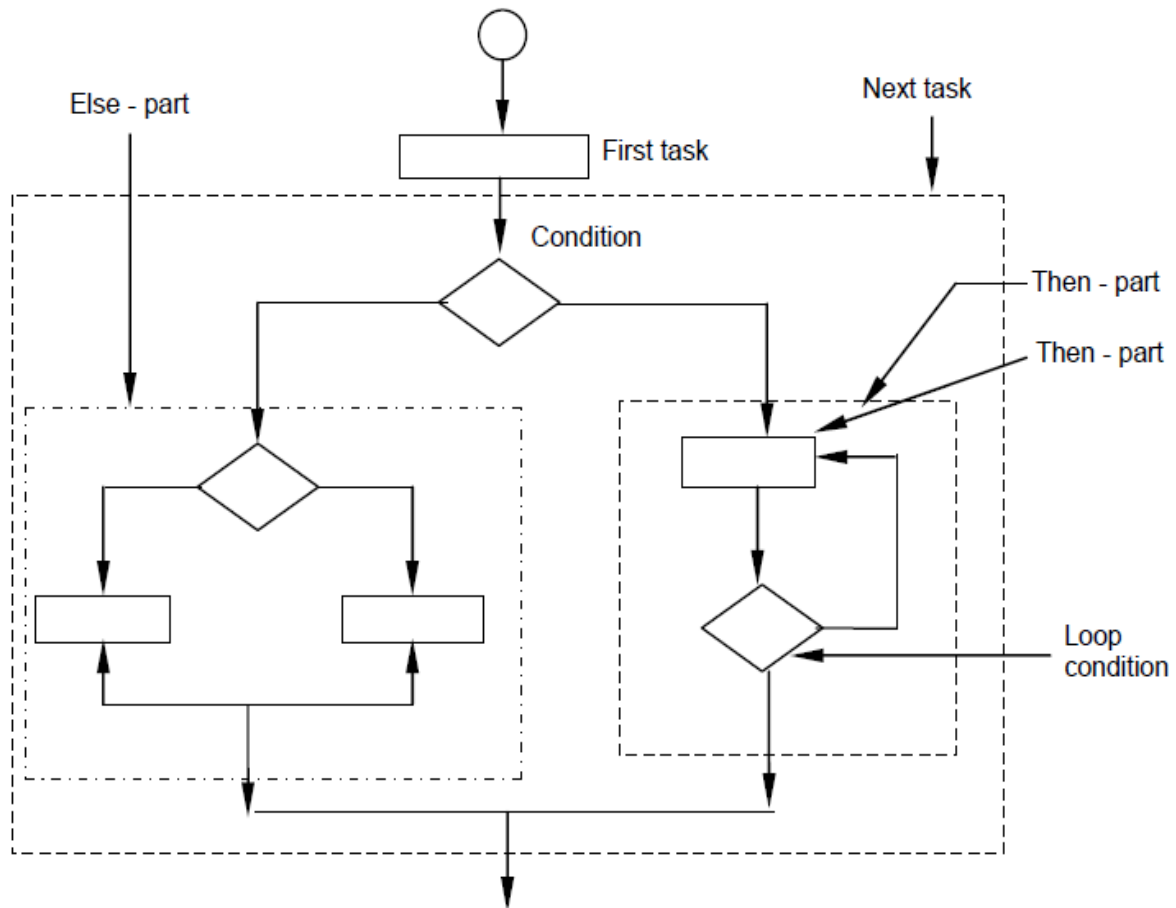 Else - part
Next task
First task
Condition
Then - part
Then - part
Loop
condition